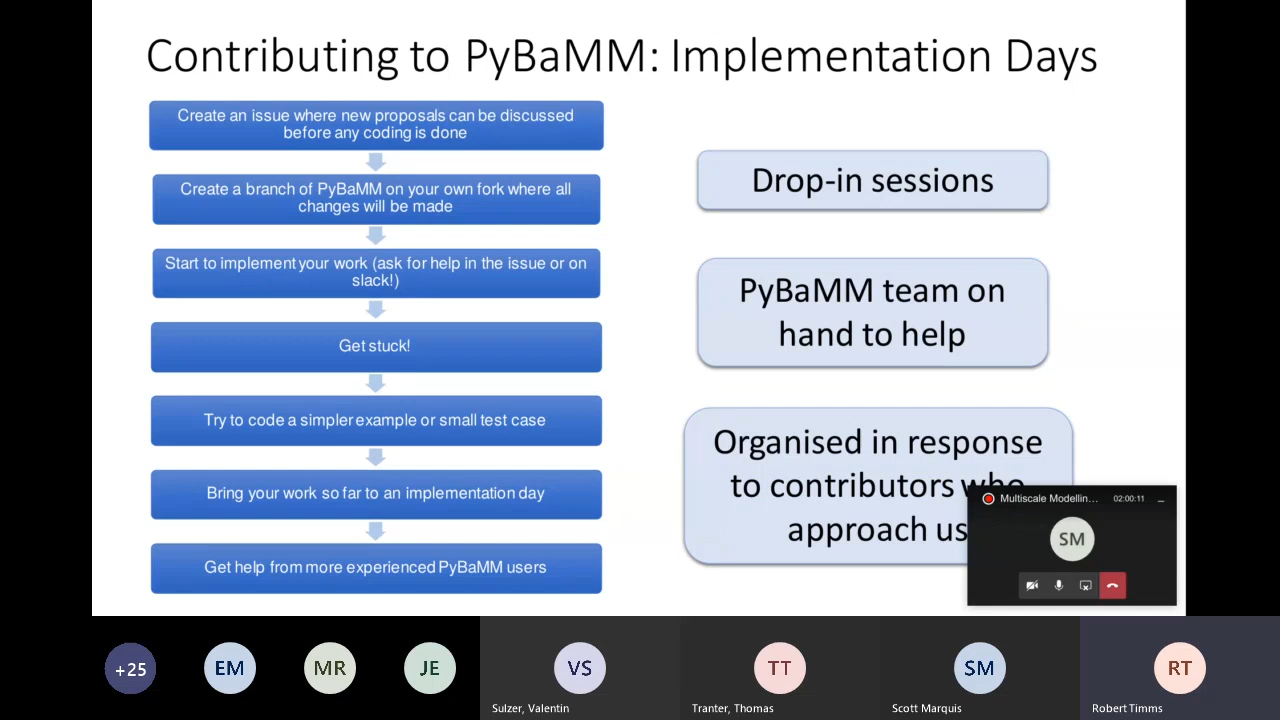 Contributing to PyBaMM: Implementation Days
Create an issue where new proposals can be discussed
before any coding is done
Create a branch of PyBaMM on your own fork where all
changes will be made
Start to implement your work (ask for help in the issue or on
slack!)
Get stuck!
Try to code a simpler example or small test case
Bring your work so far to an implementation day
Get help from more experienced PyBaMM users
Drop-in sessions
PyBaMM team on
hand to help
Organised in response
to contributors who
approach us
Multiscale Modellin...
02:00:11
SM
+25
EM
MR
JE
VS
TT
SM
RT
Sulzer, Valentin
Tranter, Thomas
Scott Marquis
Robert Timms